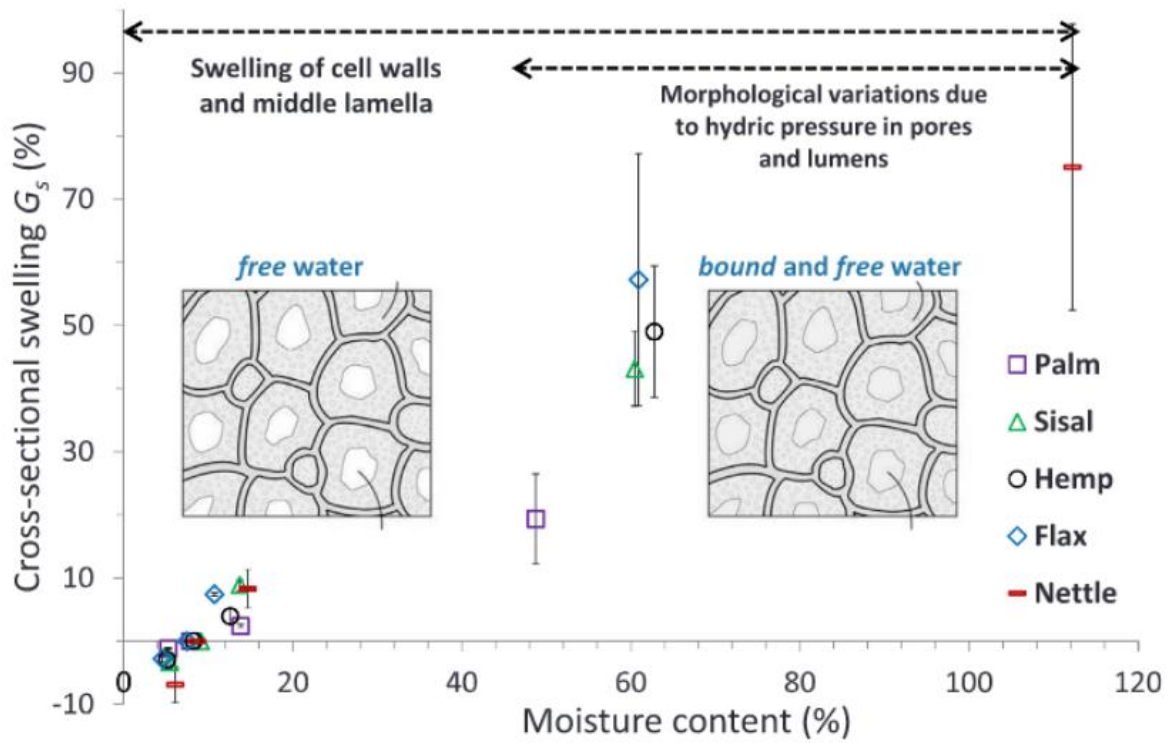 Swelling of cell walls
and middle lamella
Morphological variations due
to hydric pressure in pores
and lumens
Cross-sectional swelling Gs (%)
90
70
50
30
10
-10
free water
bound and free water
Palm
Sisal
Hemp
Flax
Nettle
0
20
40
60
80
100
120
Moisture content (%)